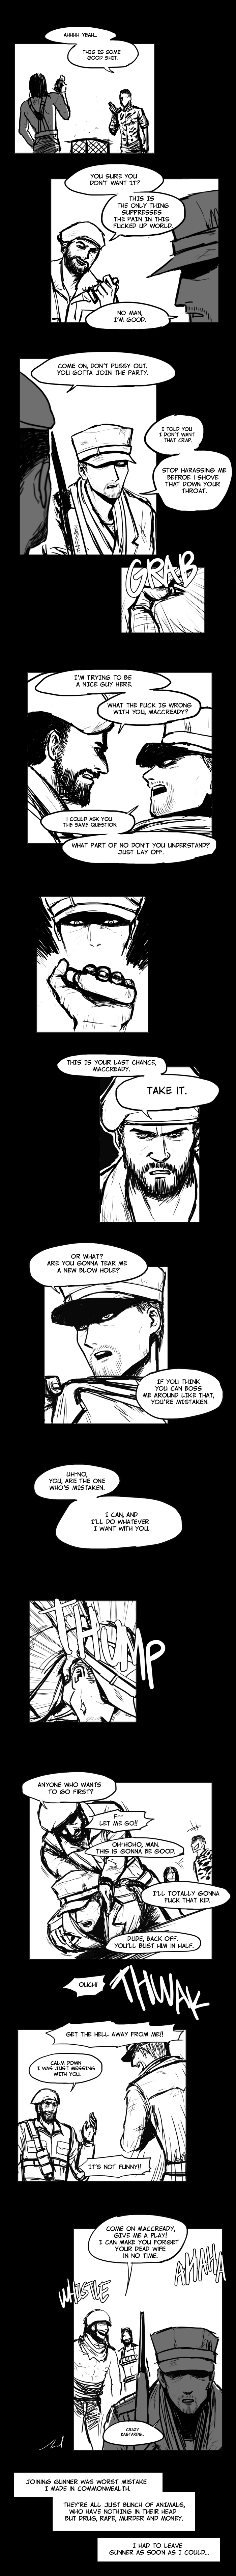 AHHHH YEAH...
THIS IS SOME
GOOD SHIT.
YOU SURE YOU
DON'T WANT IT?
THIS IS
THE ONLY THING
SUPPRESSES
THE PAIN IN THIS
FUCKED UP WORLD.
NO MAN,
I'M GOOD.
COME ON, DON'T PUSSY OUT.
YOU GOTTA JOIN THE PARTY.
I TOLD YOU
I DON'T WANT
THAT CRAP.
STOP HARASSING ME
BEFROE I SHOVE
THAT DOWN YOUR
THROAT.
GRAB
I'M TRYING TO BE
A NICE GUY HERE.
WHAT THE FUCK IS WRONG
WITH YOU, MACCREADY?
I COULD ASK YOU
THE SAME QUESTION.
WHAT PART OF NO DON'T YOU UNDERSTAND?
JUST LAY OFF.
THIS IS YOUR LAST CHANCE,
MACCREADY.
TAKE IT.
OR WHAT?
ARE YOU GONNA TEAR ME
A NEW BLOW HOLE?
IF YOU THINK
YOU CAN BOSS
ME AROUND LIKE THAT,
YOU'RE MISTAKEN.
UH-NO,
YOU, ARE THE ONE
WHO'S MISTAKEN.
I CAN, AND
I'LL DO WHATEVER
I WANT WITH YOU.
THUMP
ANYONE WHO WANTS
TO GO FIRST?
F--
LET ME GO!!
OH-HOHO, MAN.
THIS IS GONNA BE GOOD.
I'LL TOTALLY GONNA
FUCK THAT KID.
DUDE, BACK OFF.
YOU'LL BUST HIM IN HALF.
OUCH!
THWAK
GET THE HELL AWAY FROM ME!!
CALM DOWN
I WAS JUST MESSING
WITH YOU.
IT'S NOT FUNNY!!
COME ON MACCREADY,
GIVE ME A PLAY!
I CAN MAKE YOU FORGET
YOUR DEAD WIFE
IN NO TIME.
WHISTLE
AHAHA
CRAZY
BASTARDS...
JOINING GUNNER WAS WORST MISTAKE
I MADE IN COMMONWEALTH.
THEY'RE ALL JUST BUNCH OF ANIMALS,
WHO HAVE NOTHING IN THEIR HEAD
BUT DRUG, RAPE, MURDER AND MONEY.
I HAD TO LEAVE
GUNNER AS SOON AS I COULD...